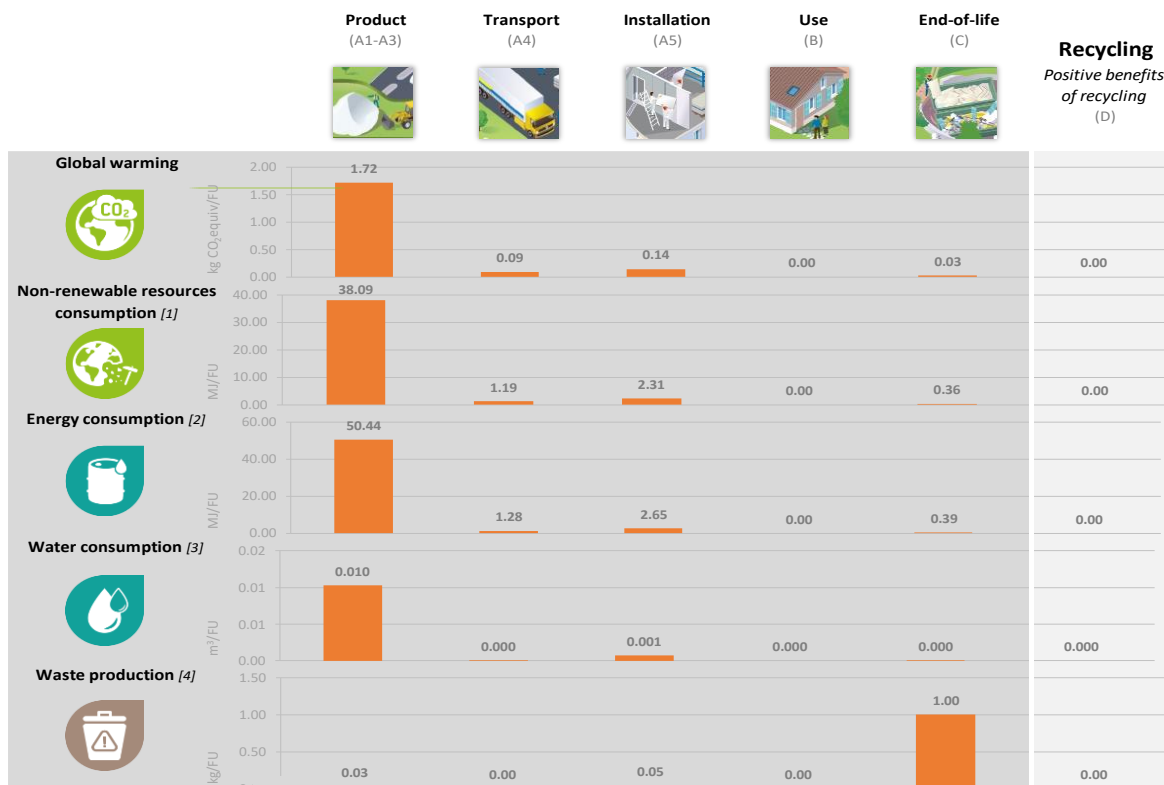 Product
(A1-A3)
Transport
(A4)
Installation
(A5)
Use
(B)
End-of-life
(C)
Recycling
Positive benefits
of recycling
(D)
Global warming
CO₂
kg CO₂equiv/FU
2.00
1.50
1.00
0.50
0.00
1.72
0.09
0.14
0.00
0.03
0.00
Non-renewable resources
consumption [1]
MJ/FU
40.00
30.00
20.00
10.00
0.00
38.09
1.19
2.31
0.00
0.36
0.00
Energy consumption [2]
MJ/FU
60.00
40.00
20.00
0.00
50.44
1.28
2.65
0.00
0.39
0.00
Water consumption [3]
m³/FU
0.02
0.01
0.01
0.00
0.010
0.000
0.001
0.000
0.000
0.000
Waste production [4]
kg/FU
1.50
1.00
0.50
0.03
0.00
0.05
0.00
1.00
0.00